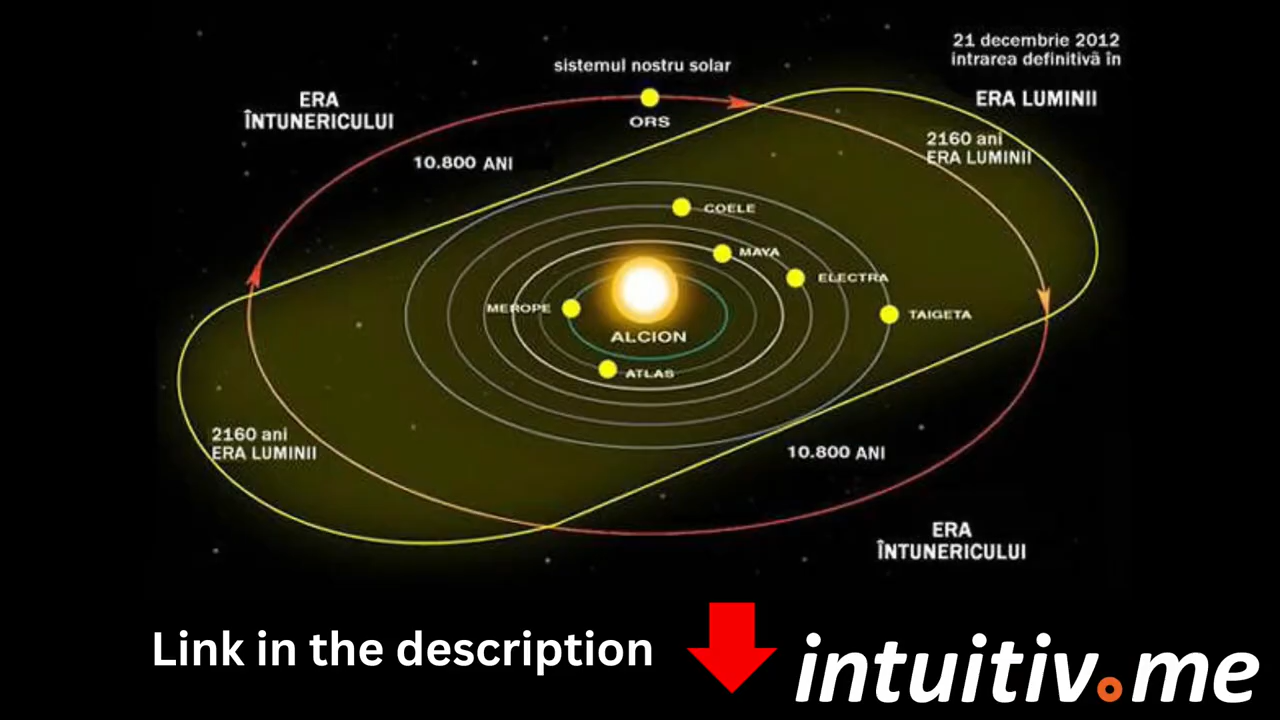 21 decembrie 2012
intrarea definitivă în
ERA LUMINII
sistemul nostru solar
ORS
ERA
ÎNTUNERICULUI
10.800 ANI
2160 ani
ERA LUMINII
COELE
MAYA
ELECTRA
MEROPE
TAIGETA
ALCION
ATLAS
2160 ani
ERA LUMINII
10.800 ANI
ERA
ÎNTUNERICULUI
Link in the description
intuitiv.me